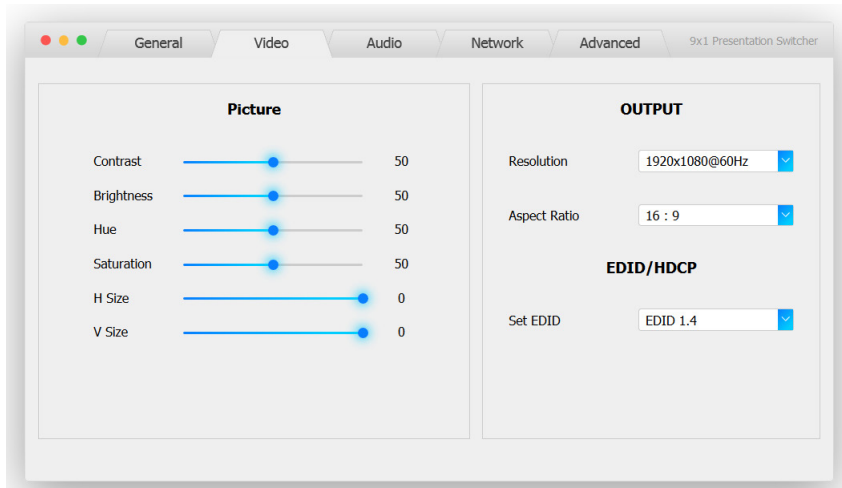 General Video Audio Network Advanced 9x1 Presentation Switcher
Picture
Contrast 50
Brightness 50
Hue 50
Saturation 50
H Size 0
V Size 0
OUTPUT
Resolution 1920x1080@60Hz
Aspect Ratio 16 : 9
EDID/HDCP
Set EDID EDID 1.4